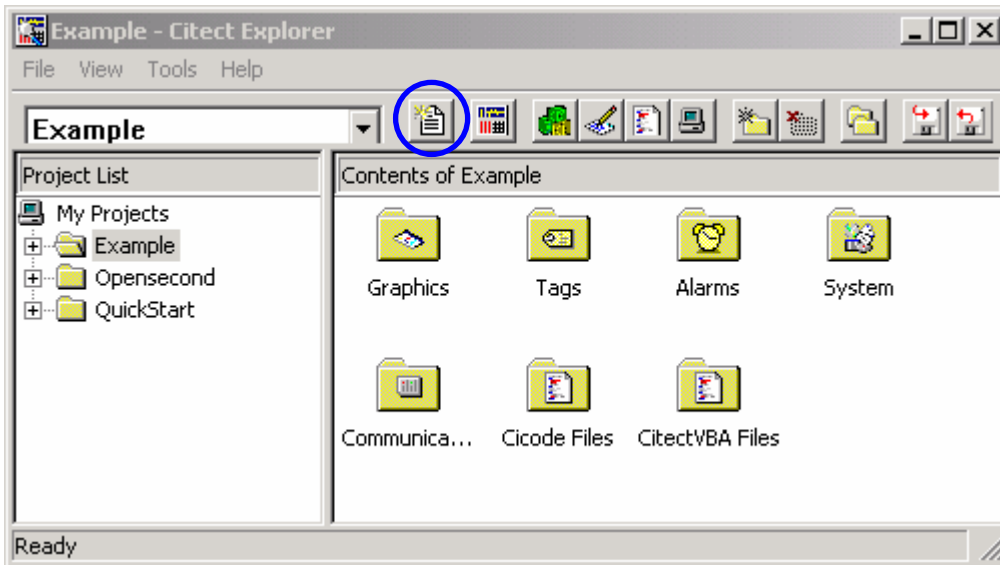 Example - Citect Explorer
File View Tools Help
Example
Project List
Contents of Example
My Projects
Example
Opensecond
QuickStart
Graphics Tags Alarms System
Communica... Cicode Files CitectVBA Files
Ready